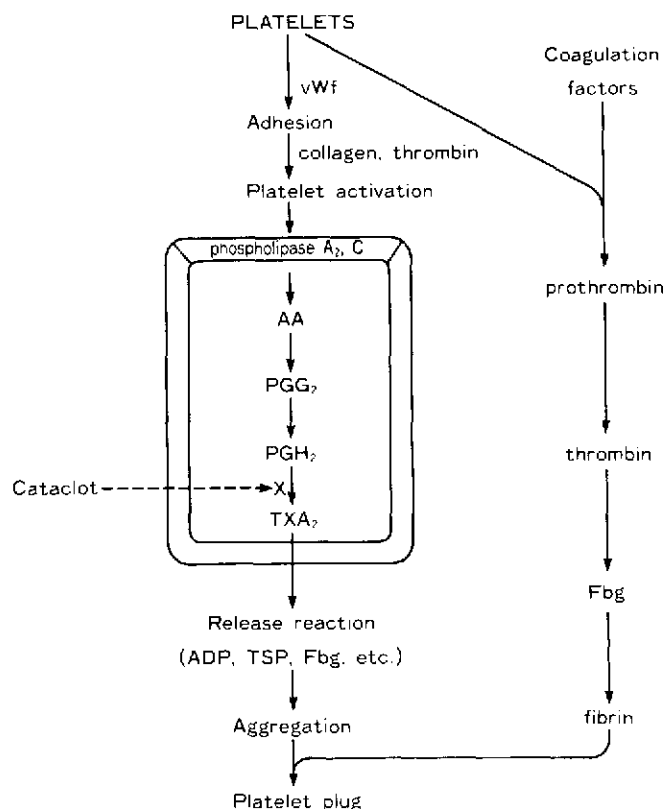 PLATELETS
Coagulation
factors
vWf
Adhesion
collagen, thrombin
Platelet activation
phospholipase A₂, C
prothrombin
AA
PGG₂
PGH₂
thrombin
Cataclot
X
TXA₂
Fbg
Release reaction
(ADP, TSP, Fbg. etc.)
fibrin
Aggregation
Platelet plug